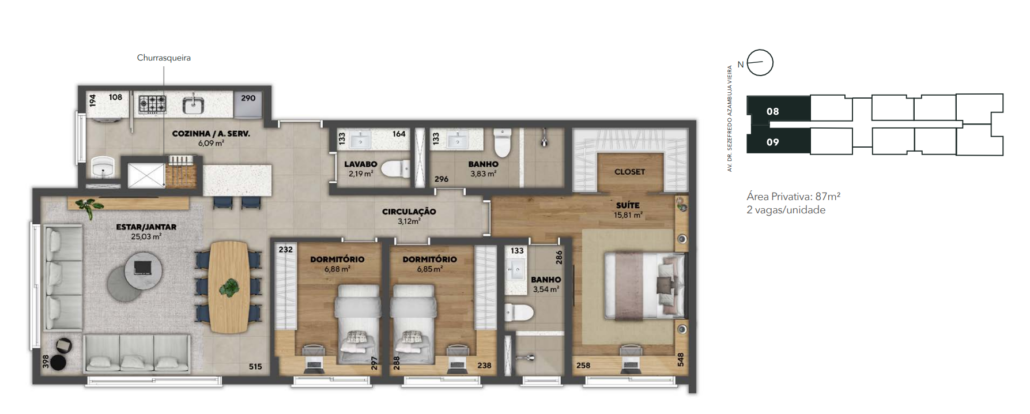 Churrasqueira
194
108
290
COZINHA / A. SERV.
6,09 m²
133
164
LAVABO
2,19 m²
133
BANHO
3,83 m²
296
CLOSET
SUÍTE
15,81 m²
CIRCULAÇÃO
3,12m²
ESTAR/JANTAR
25,03 m²
232
DORMITÓRIO
6,88 m²
DORMITÓRIO
6,85 m²
133
286
BANHO
3,54 m²
398
515
297
288
238
258
548
N
AV. DR. SEZEFREDO AZAMBUJA VIEIRA
08
09
Área Privativa: 87m²
2 vagas/unidade